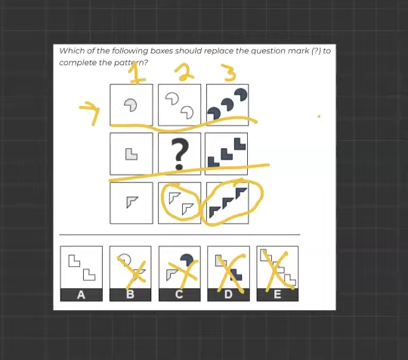 Which of the following boxes should replace the question mark (?) to
complete the pattern?
1 2 3
?
A B C D E